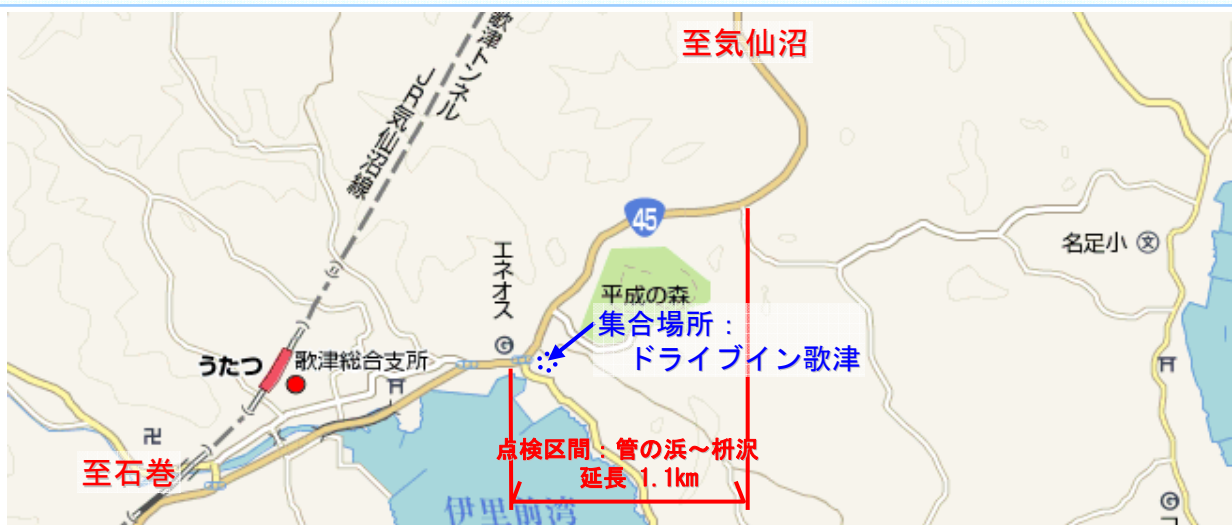 至気仙沼
歌津トンネル
JR気仙沼線
45
名足小
文
エネオス
平成の森
集合場所：
ドライブイン歌津
G
うたつ
歌津総合支所
卍
至石巻
点検区間：管の浜～枡沢
延長 1.1km
伊里前湾
G